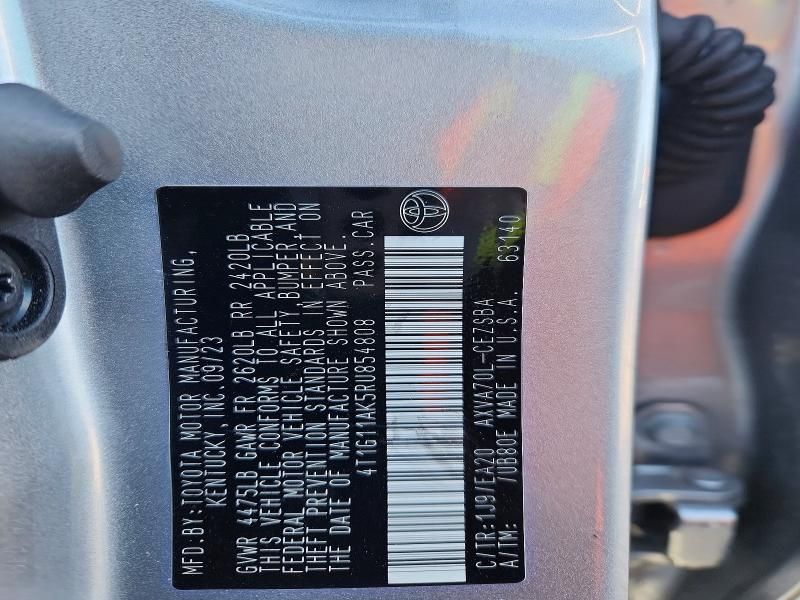 MFD.BY:TOYOTA MOTOR MANUFACTURING,
KENTUCKY, INC. 09/23
GVWR 4475LB GAWR FR 2620LB RR 2420LB
THIS VEHICLE CONFORMS TO ALL APPLICABLE
FEDERAL MOTOR VEHICLE SAFETY BUMPER,AND
THEFT PREVENTION STANDARDS IN EFFECT ON
THE DATE OF MANUFACTURE SHOWN ABOVE.
4T1G11AK5RU854808 PASS.CAR
C/TR:1J9/EA20 AXVA70L-CEZSBA
A/TM: /UB80E MADE IN U.S.A. 63140